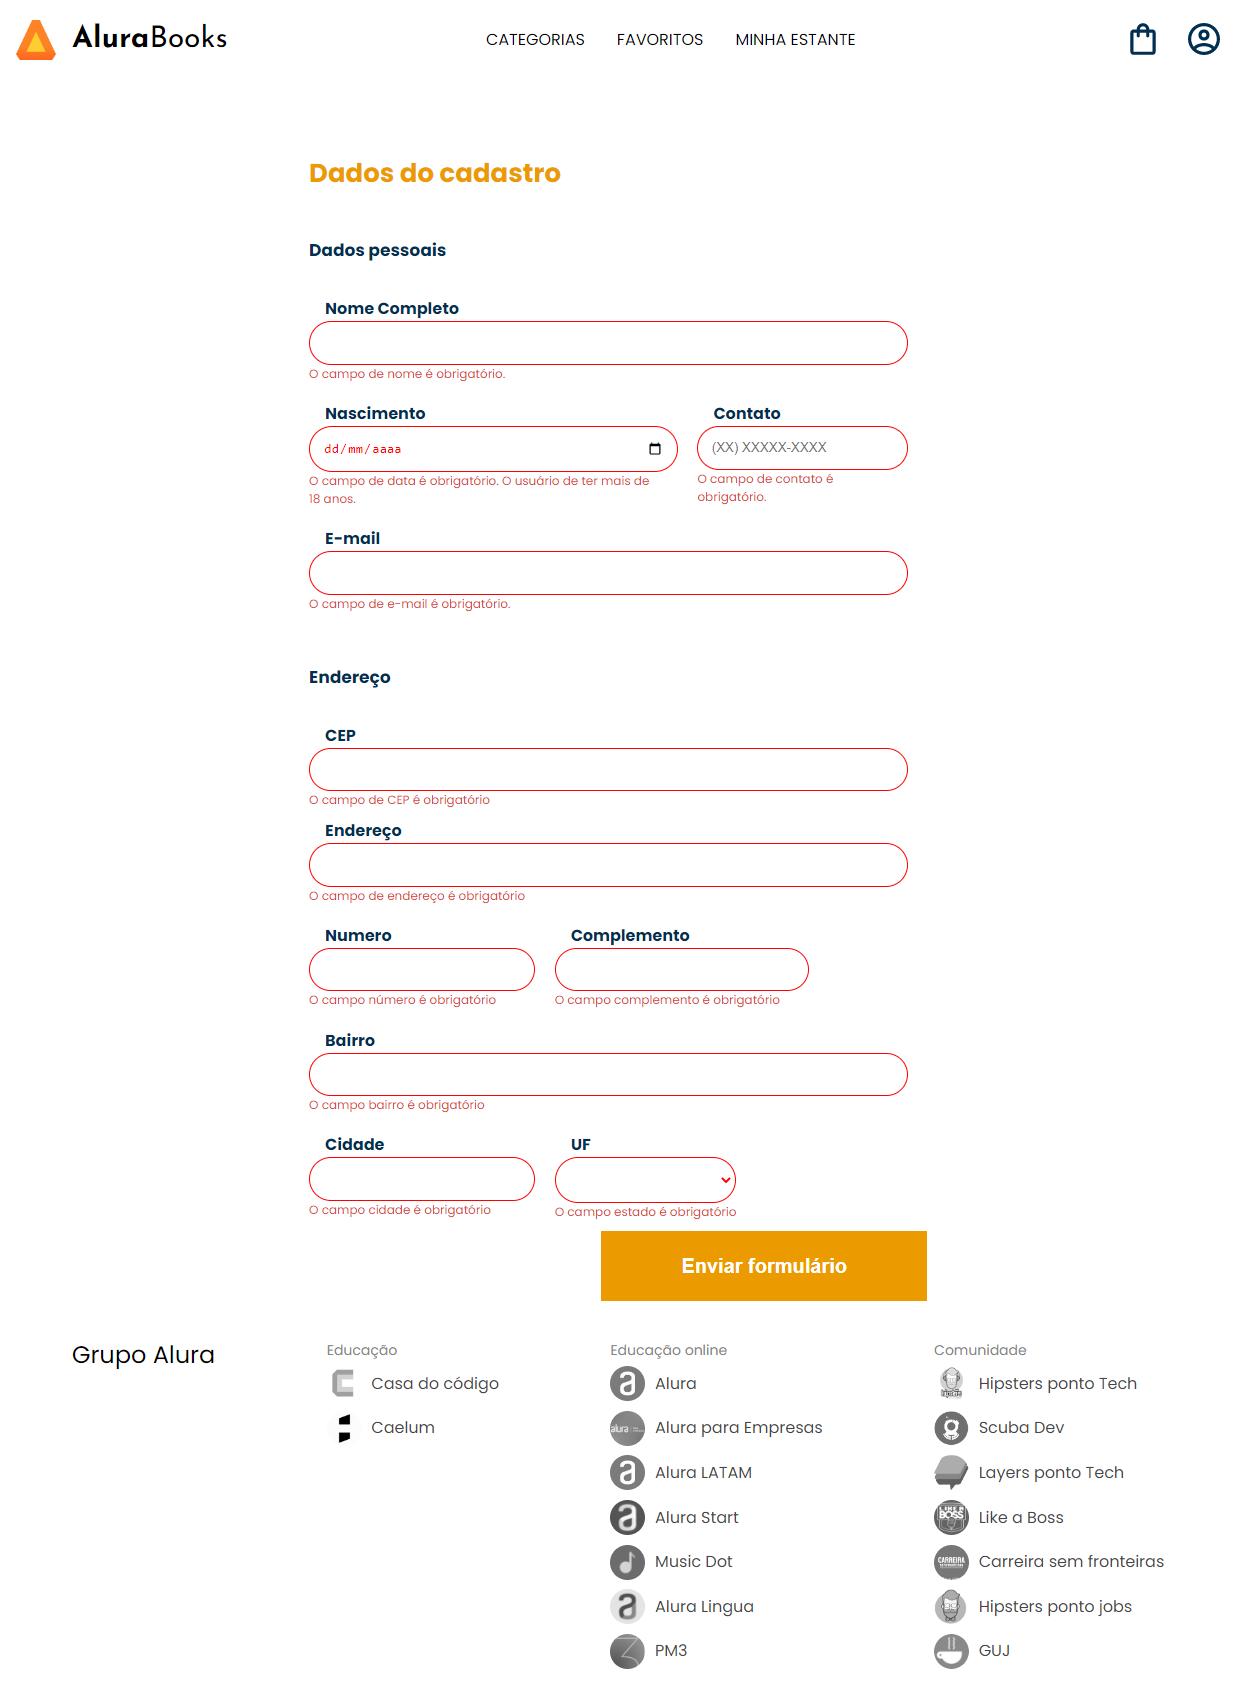 AluraBooks
CATEGORIAS FAVORITOS MINHA ESTANTE
Dados do cadastro
Dados pessoais
Nome Completo
O campo de nome é obrigatório.
Nascimento
dd/mm/aaaa
O campo de data é obrigatório. O usuário de ter mais de
18 anos.
Contato
(XX) XXXXX-XXXX
O campo de contato é
obrigatório.
E-mail
O campo de e-mail é obrigatório.
Endereço
CEP
O campo de CEP é obrigatório
Endereço
O campo de endereço é obrigatório
Numero
O campo número é obrigatório
Complemento
O campo complemento é obrigatório
Bairro
O campo bairro é obrigatório
Cidade
O campo cidade é obrigatório
UF
O campo estado é obrigatório
Enviar formulário
Grupo Alura
Educação
Casa do código
Caelum
Educação online
Alura
alura
Alura para Empresas
Alura LATAM
Alura Start
Music Dot
Alura Lingua
PM3
Comunidade
Hipsters ponto Tech
Scuba Dev
Layers ponto Tech
LIKE A
BOSS
Like a Boss
CARREIRA
Carreira sem fronteiras
Hipsters ponto jobs
GUJ